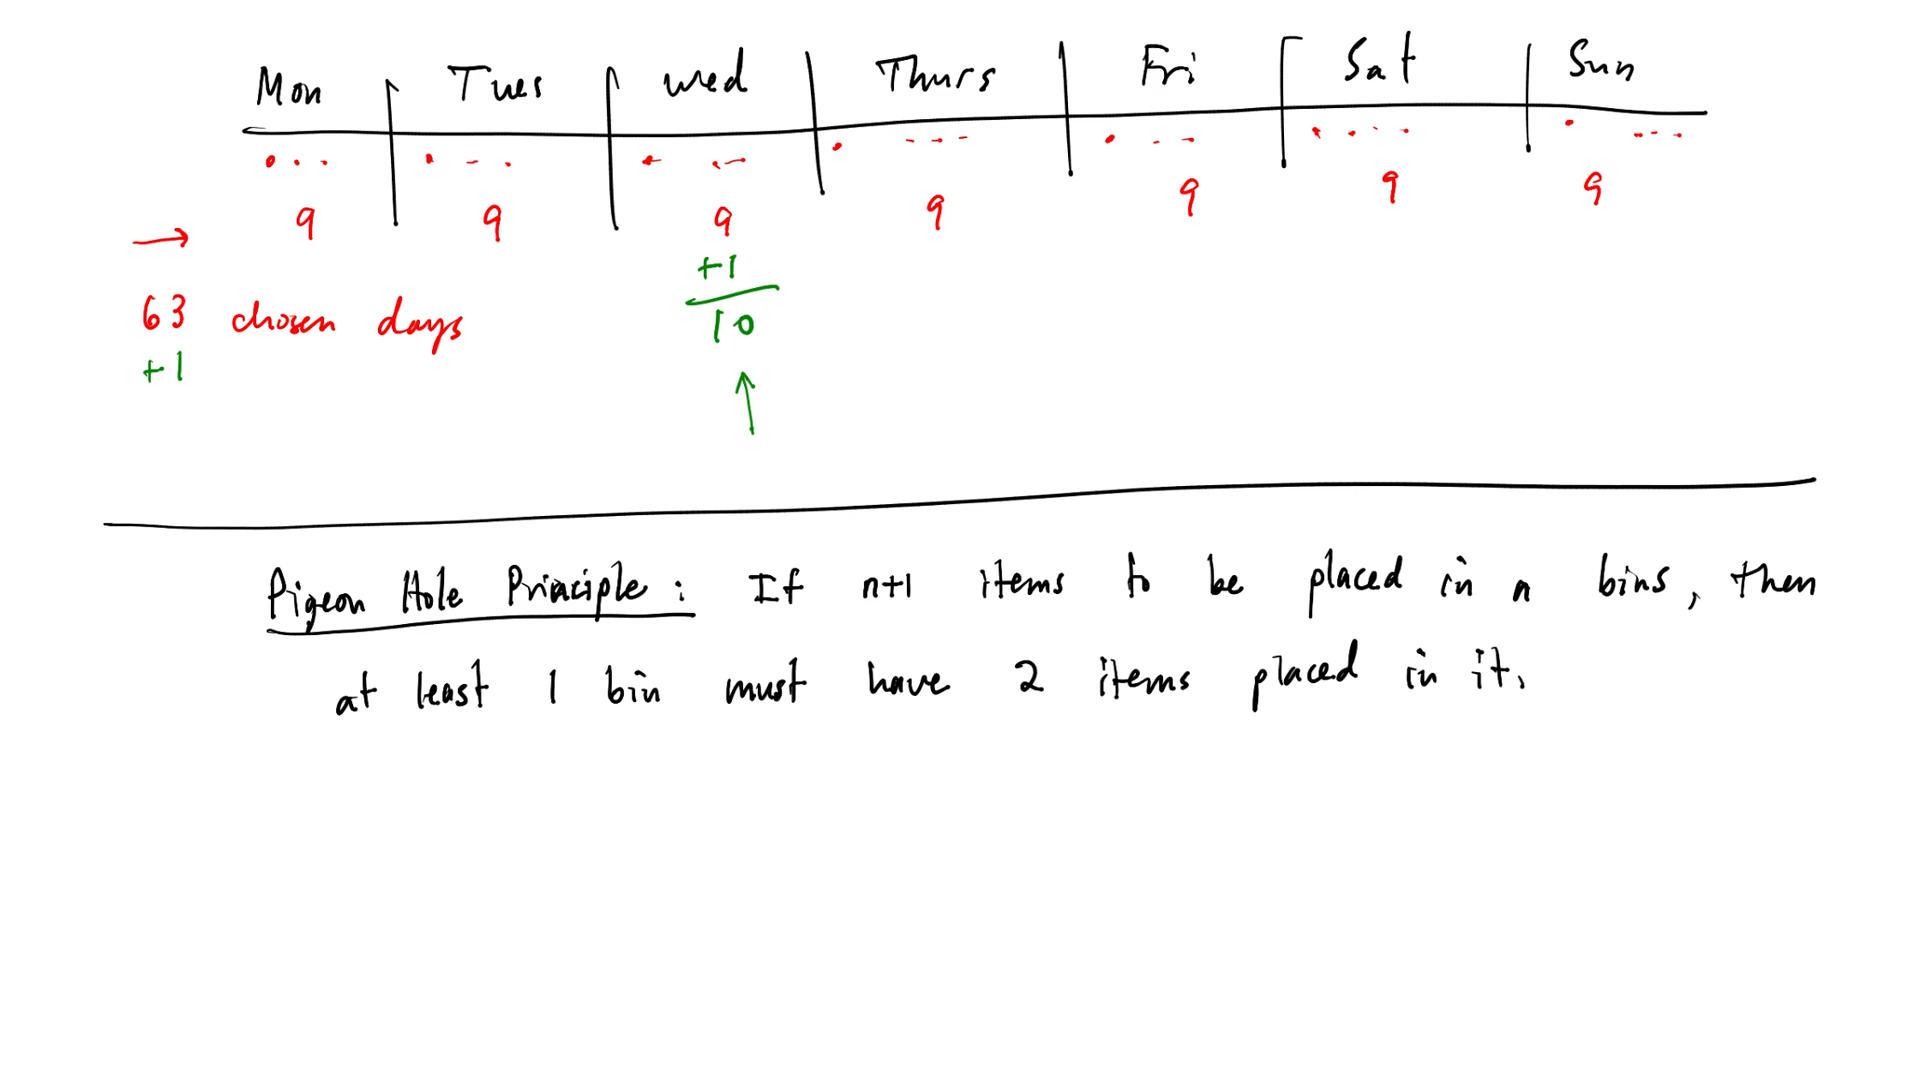 Mon Tues Wed Thurs Fri Sat Sun
9 9 9 9 9 9 9
+1
10
63 chosen days
+1
Pigeon Hole Principle: If n+1 items to be placed in n bins, then
at least 1 bin must have 2 items placed in it.